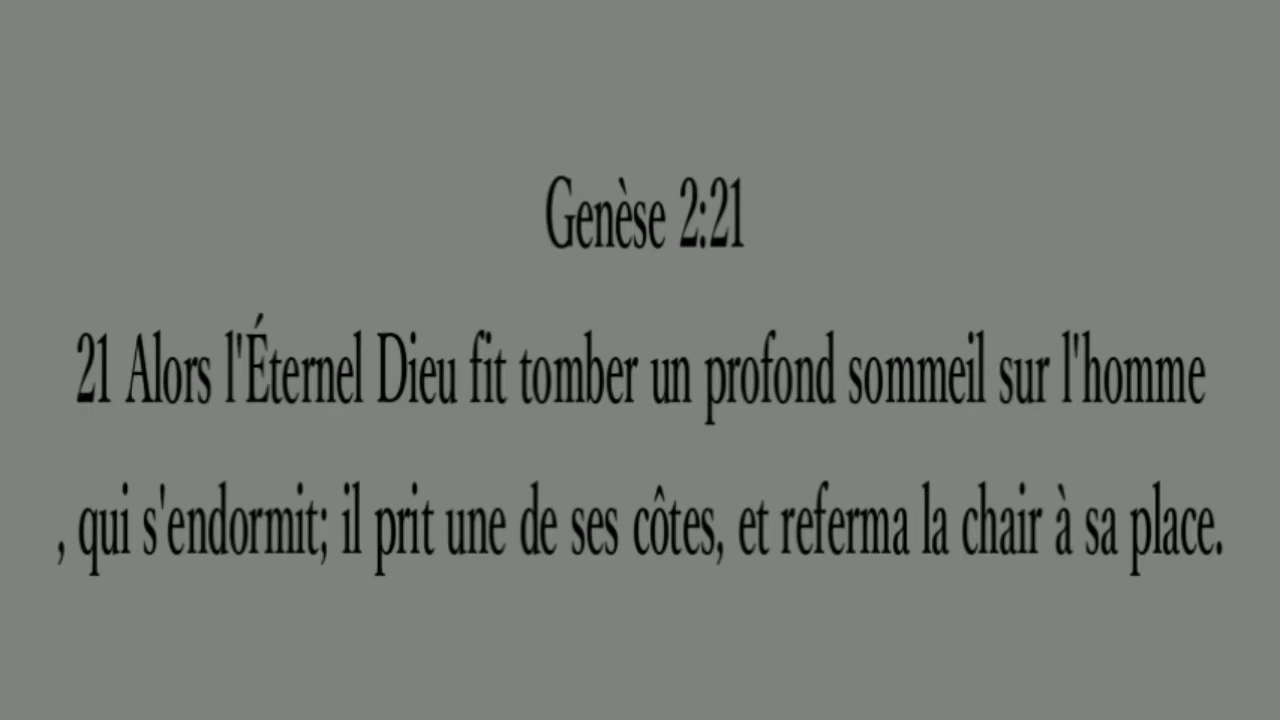 Genèse 2:21
21 Alors l'Éternel Dieu fit tomber un profond sommeil sur l'homme
, qui s'endormit; il prit une de ses côtes, et referma la chair à sa place.